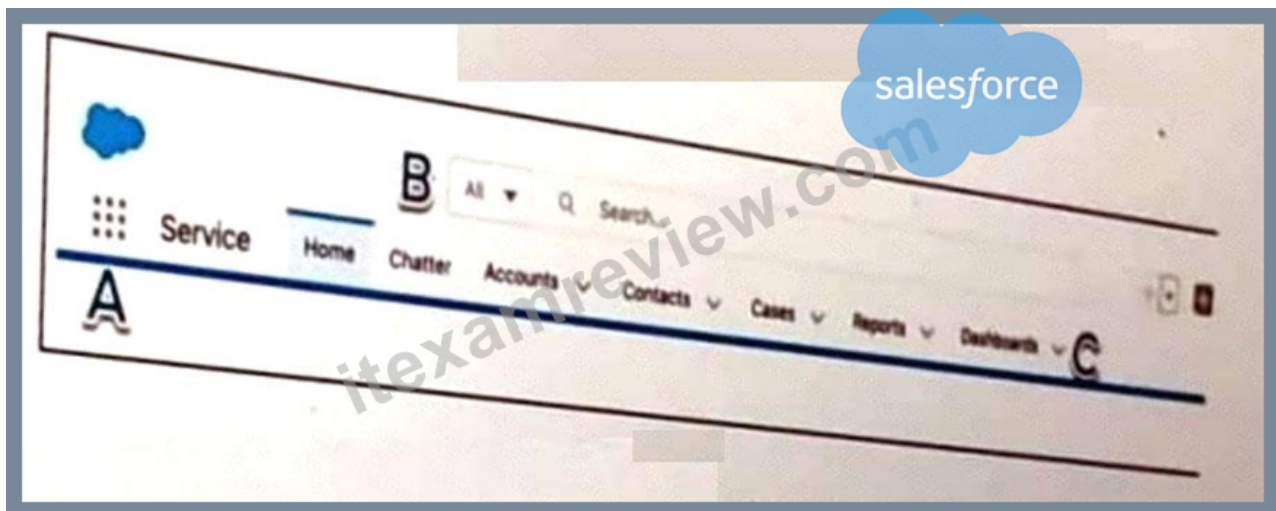 salesforce
B
All
Search...
Service
Home
Chatter
Accounts
Contacts
Cases
Reports
Dashboards
A
C
itexamreview.com